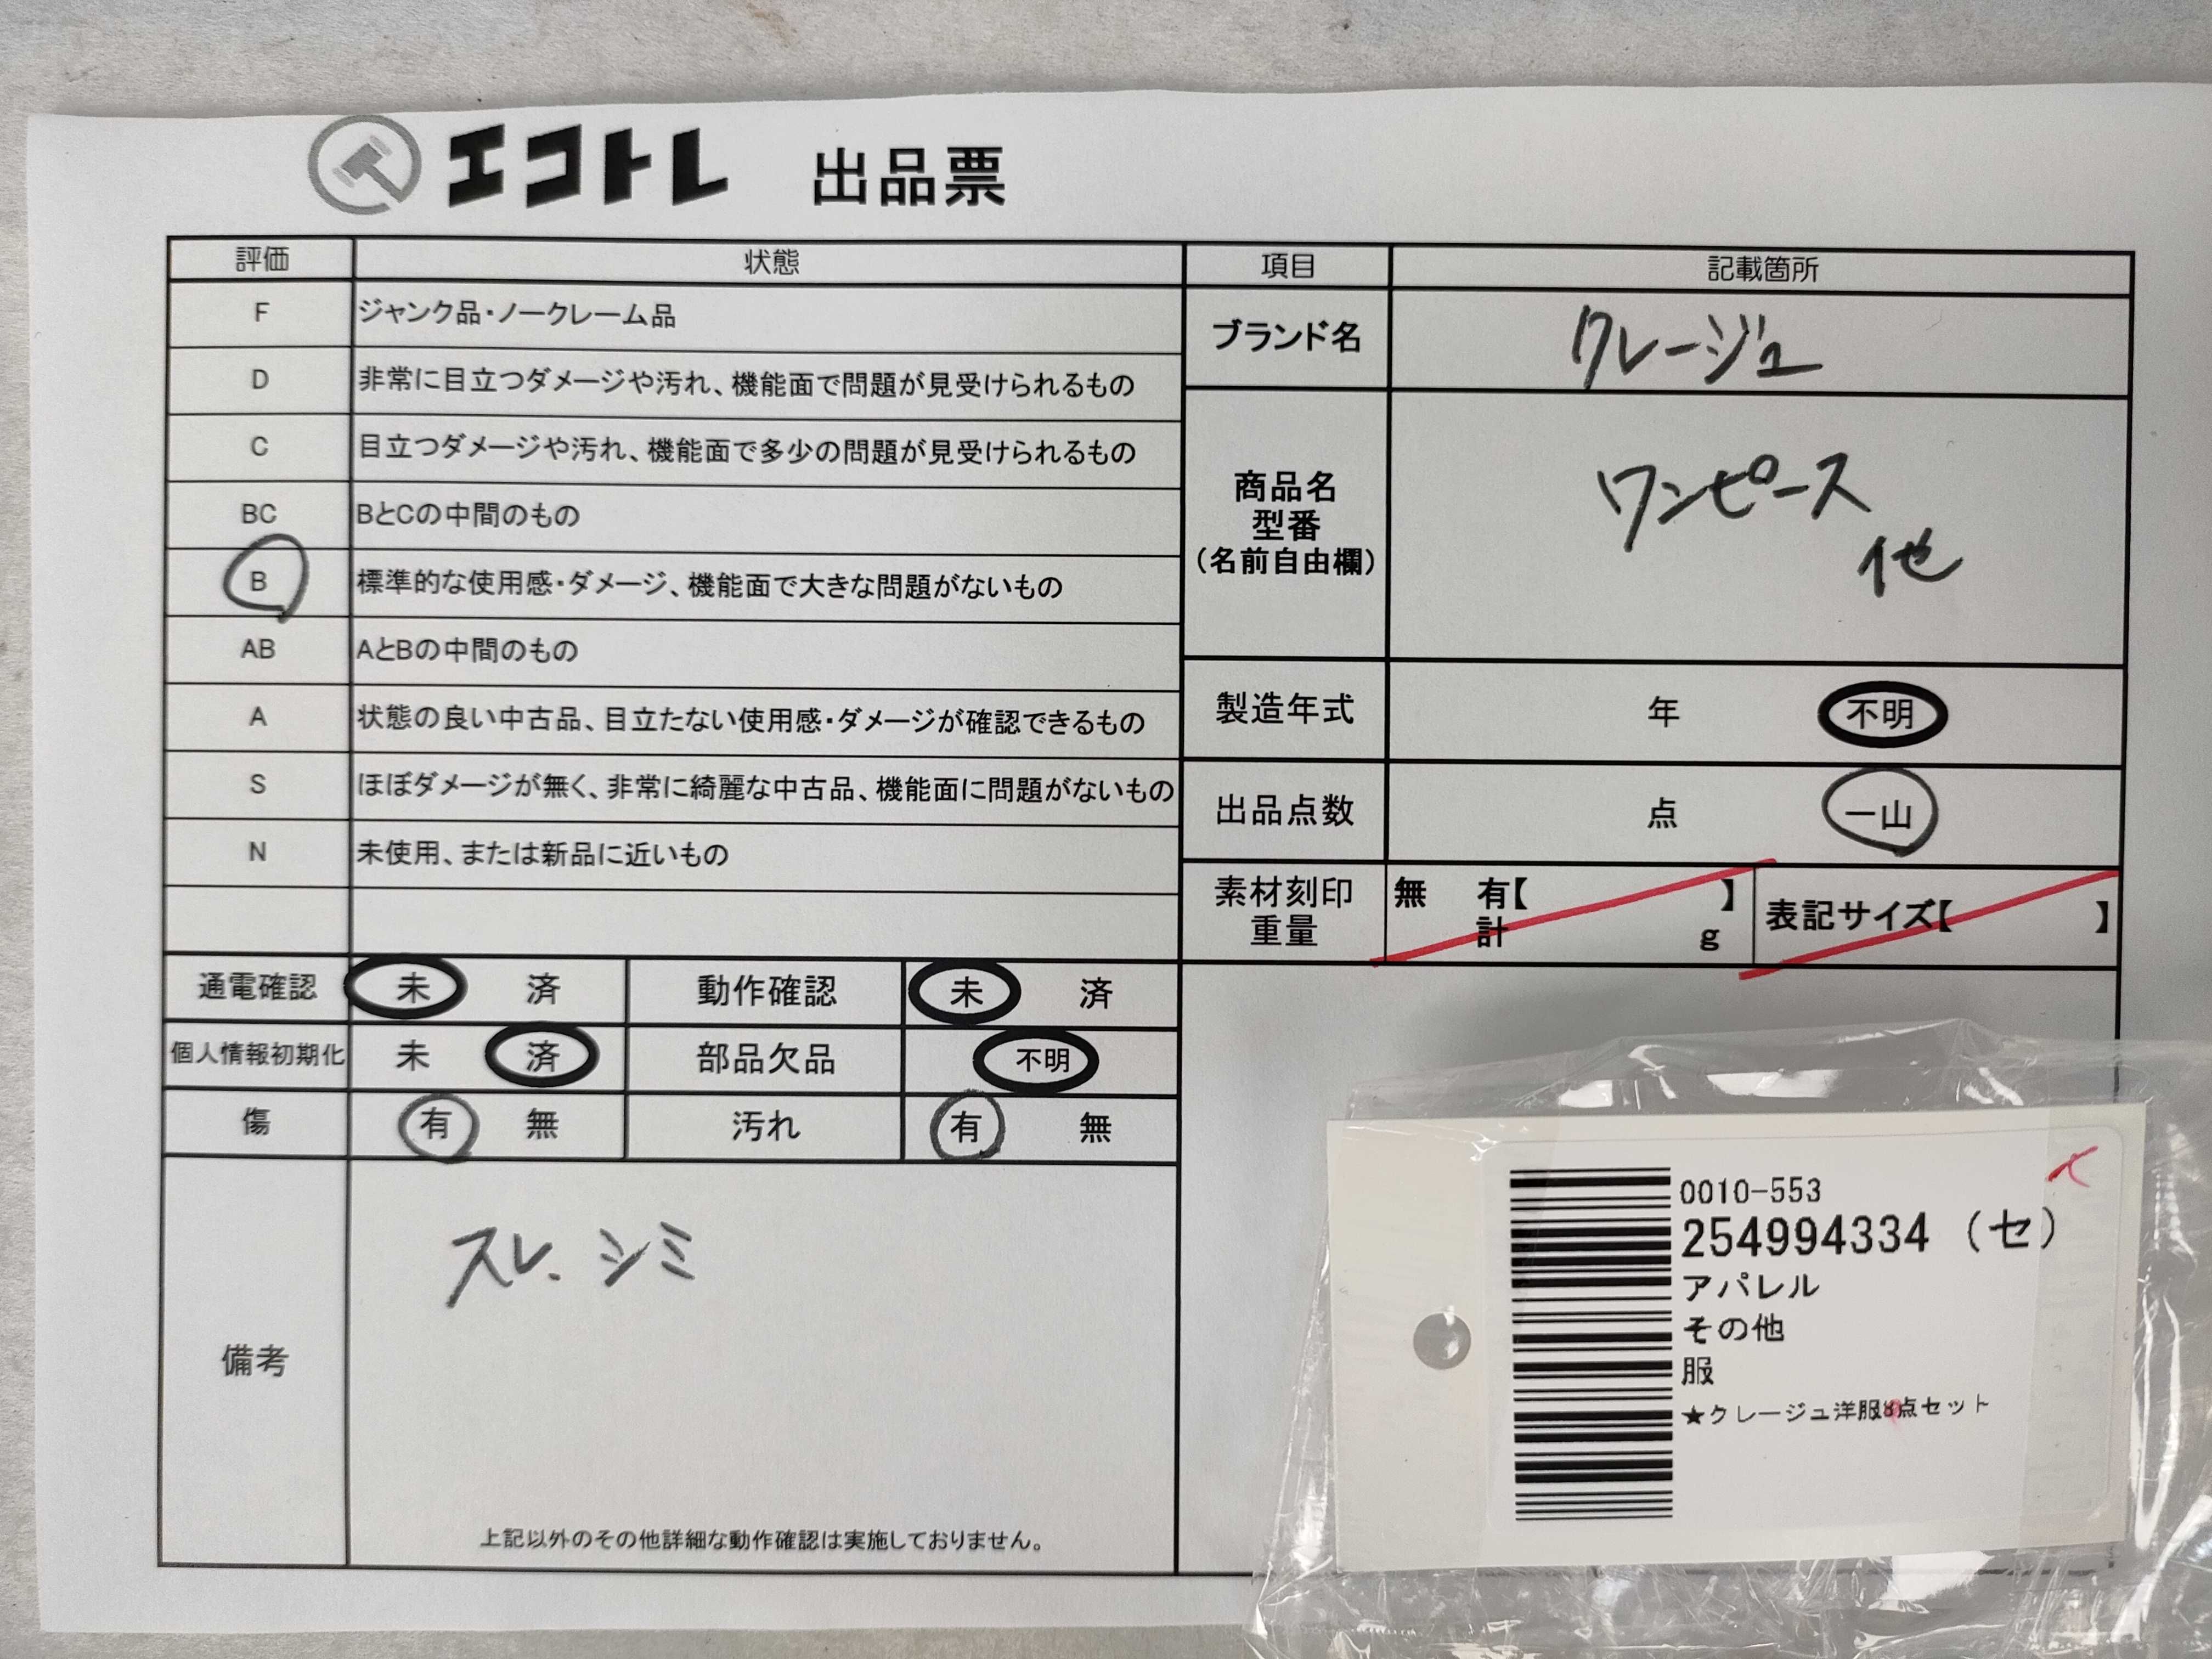 エコトレ 出品票
評価 状態
F ジャンク品・ノークレーム品
D 非常に目立つダメージや汚れ、機能面で問題が見受けられるもの
C 目立つダメージや汚れ、機能面で多少の問題が見受けられるもの
BC BとCの中間のもの
B 標準的な使用感・ダメージ、機能面で大きな問題がないもの
AB AとBの中間のもの
A 状態の良い中古品、目立たない使用感・ダメージが確認できるもの
S ほぼダメージが無く、非常に綺麗な中古品、機能面に問題がないもの
N 未使用、または新品に近いもの
通電確認 未 済 動作確認 未 済
個人情報初期化 未 済 部品欠品 不明
傷 有 無 汚れ 有 無
備考
スレ、シミ
上記以外のその他詳細な動作確認は実施しておりません。
項目 記載箇所
ブランド名 クレージュ
商品名
型番
(名前自由欄)
ワンピース
他
製造年式 年 不明
出品点数 点 一山
素材刻印
重量
無 有【 】
計 g
表記サイズ【 】
0010-553
254994334 (セ)
アパレル
その他
服
★クレージュ洋服 点セット